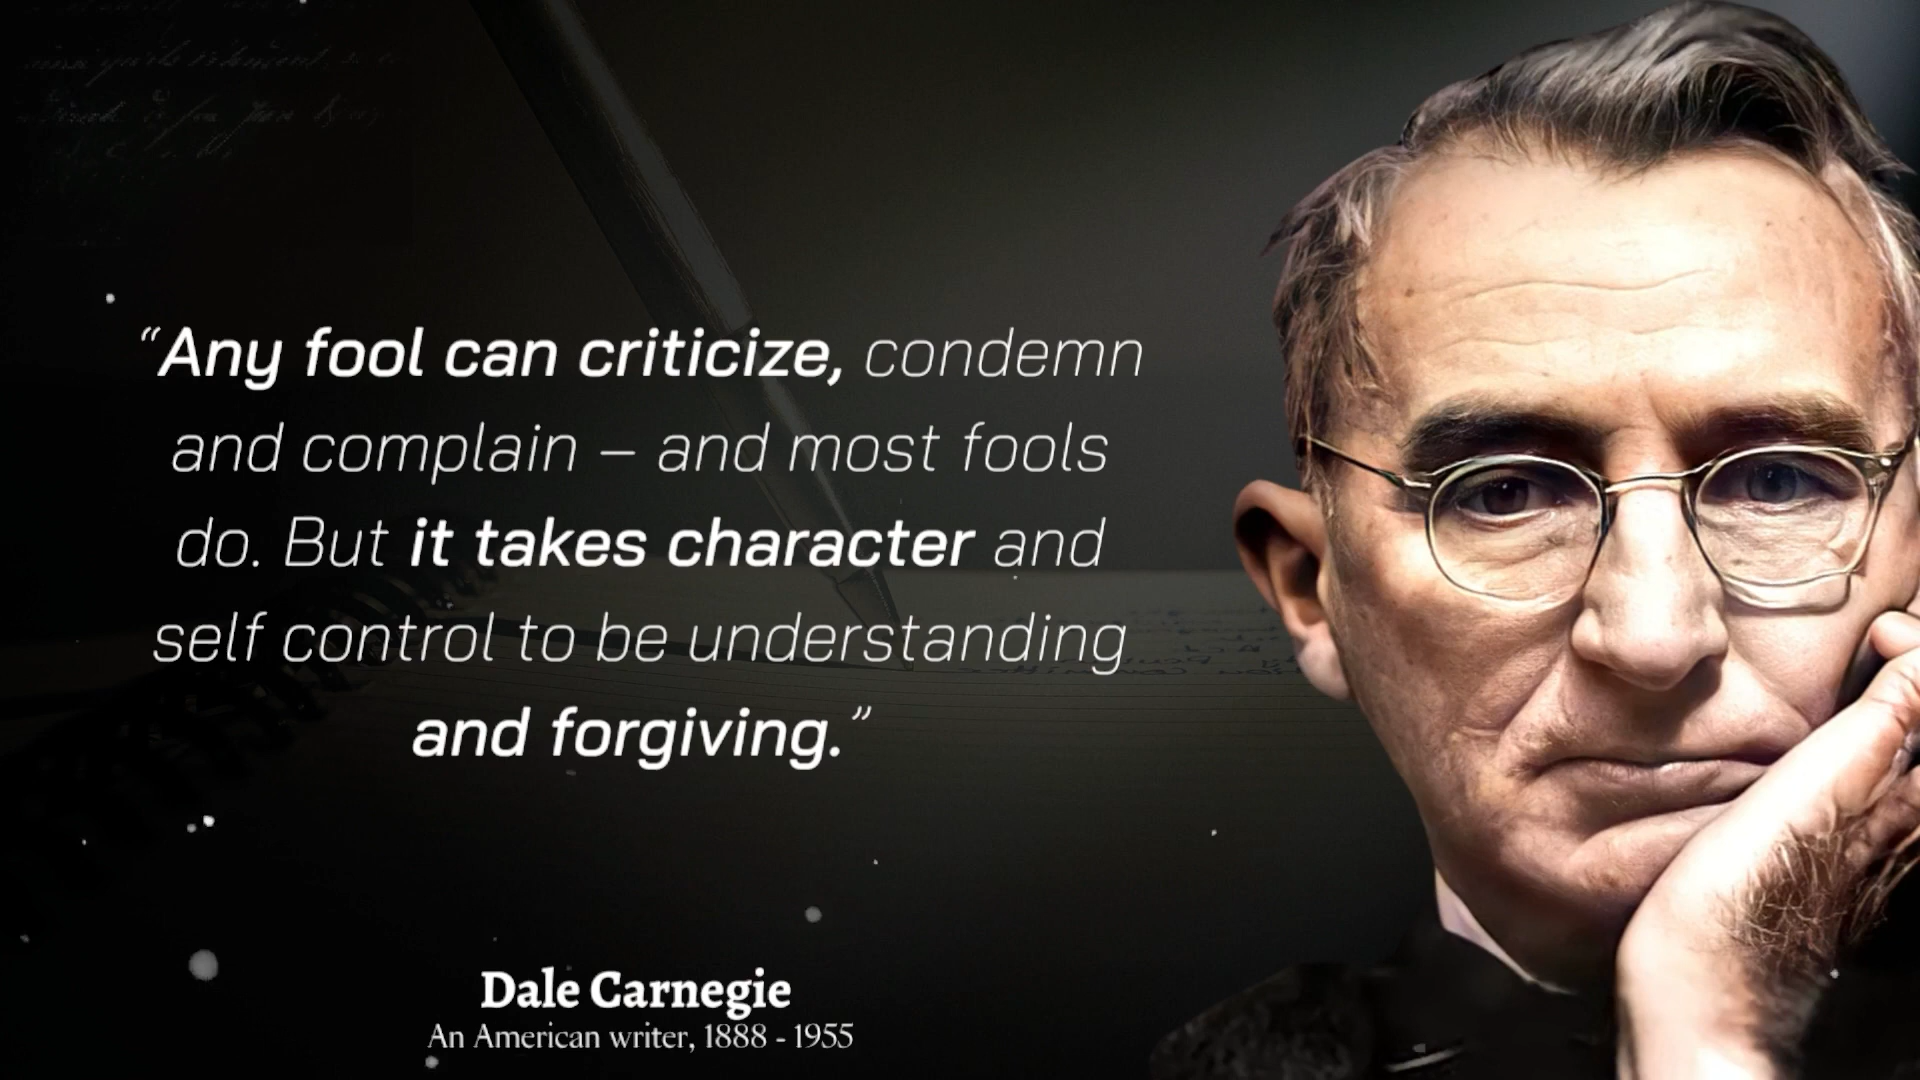 “Any fool can criticize, condemn
and complain – and most fools
do. But it takes character and
self control to be understanding
and forgiving.”
Dale Carnegie
An American writer, 1888 - 1955